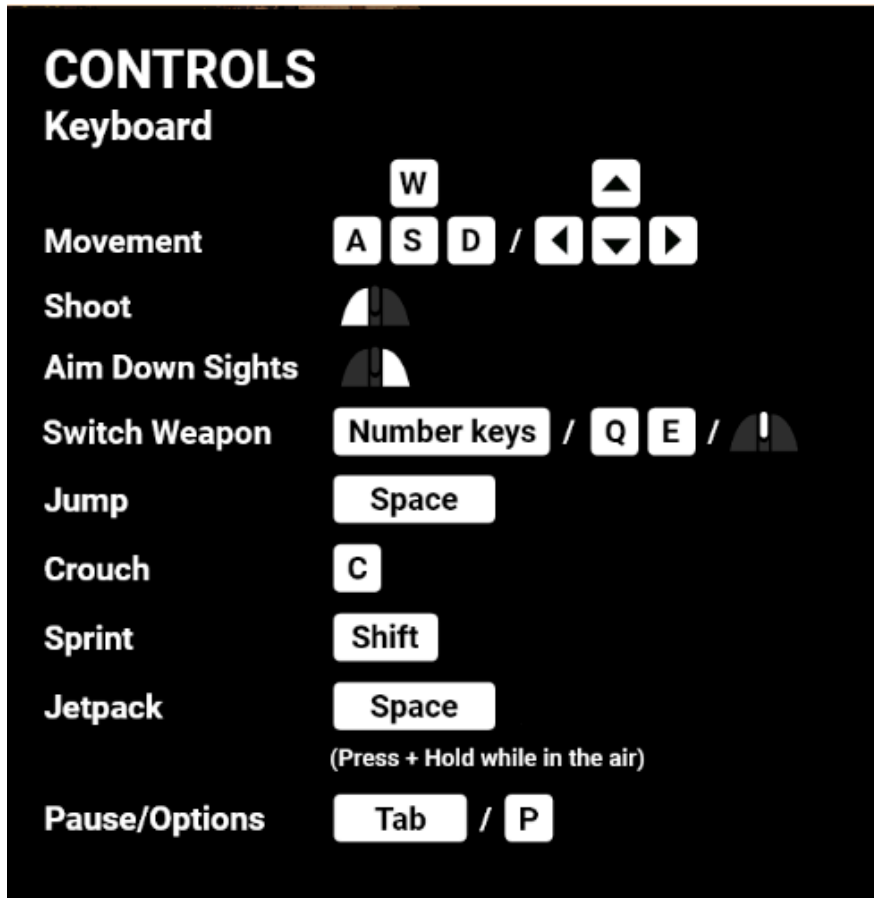 CONTROLS
Keyboard
W
Movement A S D /
Shoot
Aim Down Sights
Switch Weapon Number keys / Q E /
Jump Space
Crouch C
Sprint Shift
Jetpack Space
(Press + Hold while in the air)
Pause/Options Tab / P